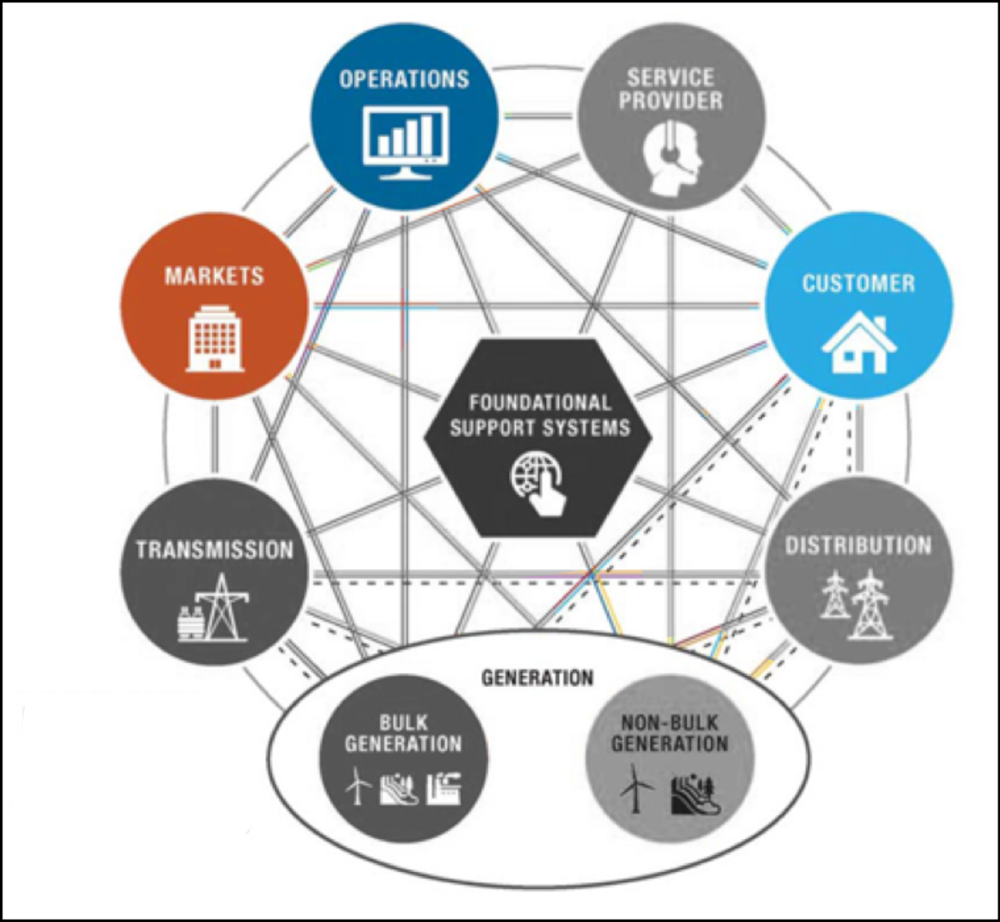 OPERATIONS
SERVICE
PROVIDER
MARKETS
CUSTOMER
FOUNDATIONAL
SUPPORT SYSTEMS
TRANSMISSION
DISTRIBUTION
GENERATION
BULK
GENERATION
NON-BULK
GENERATION